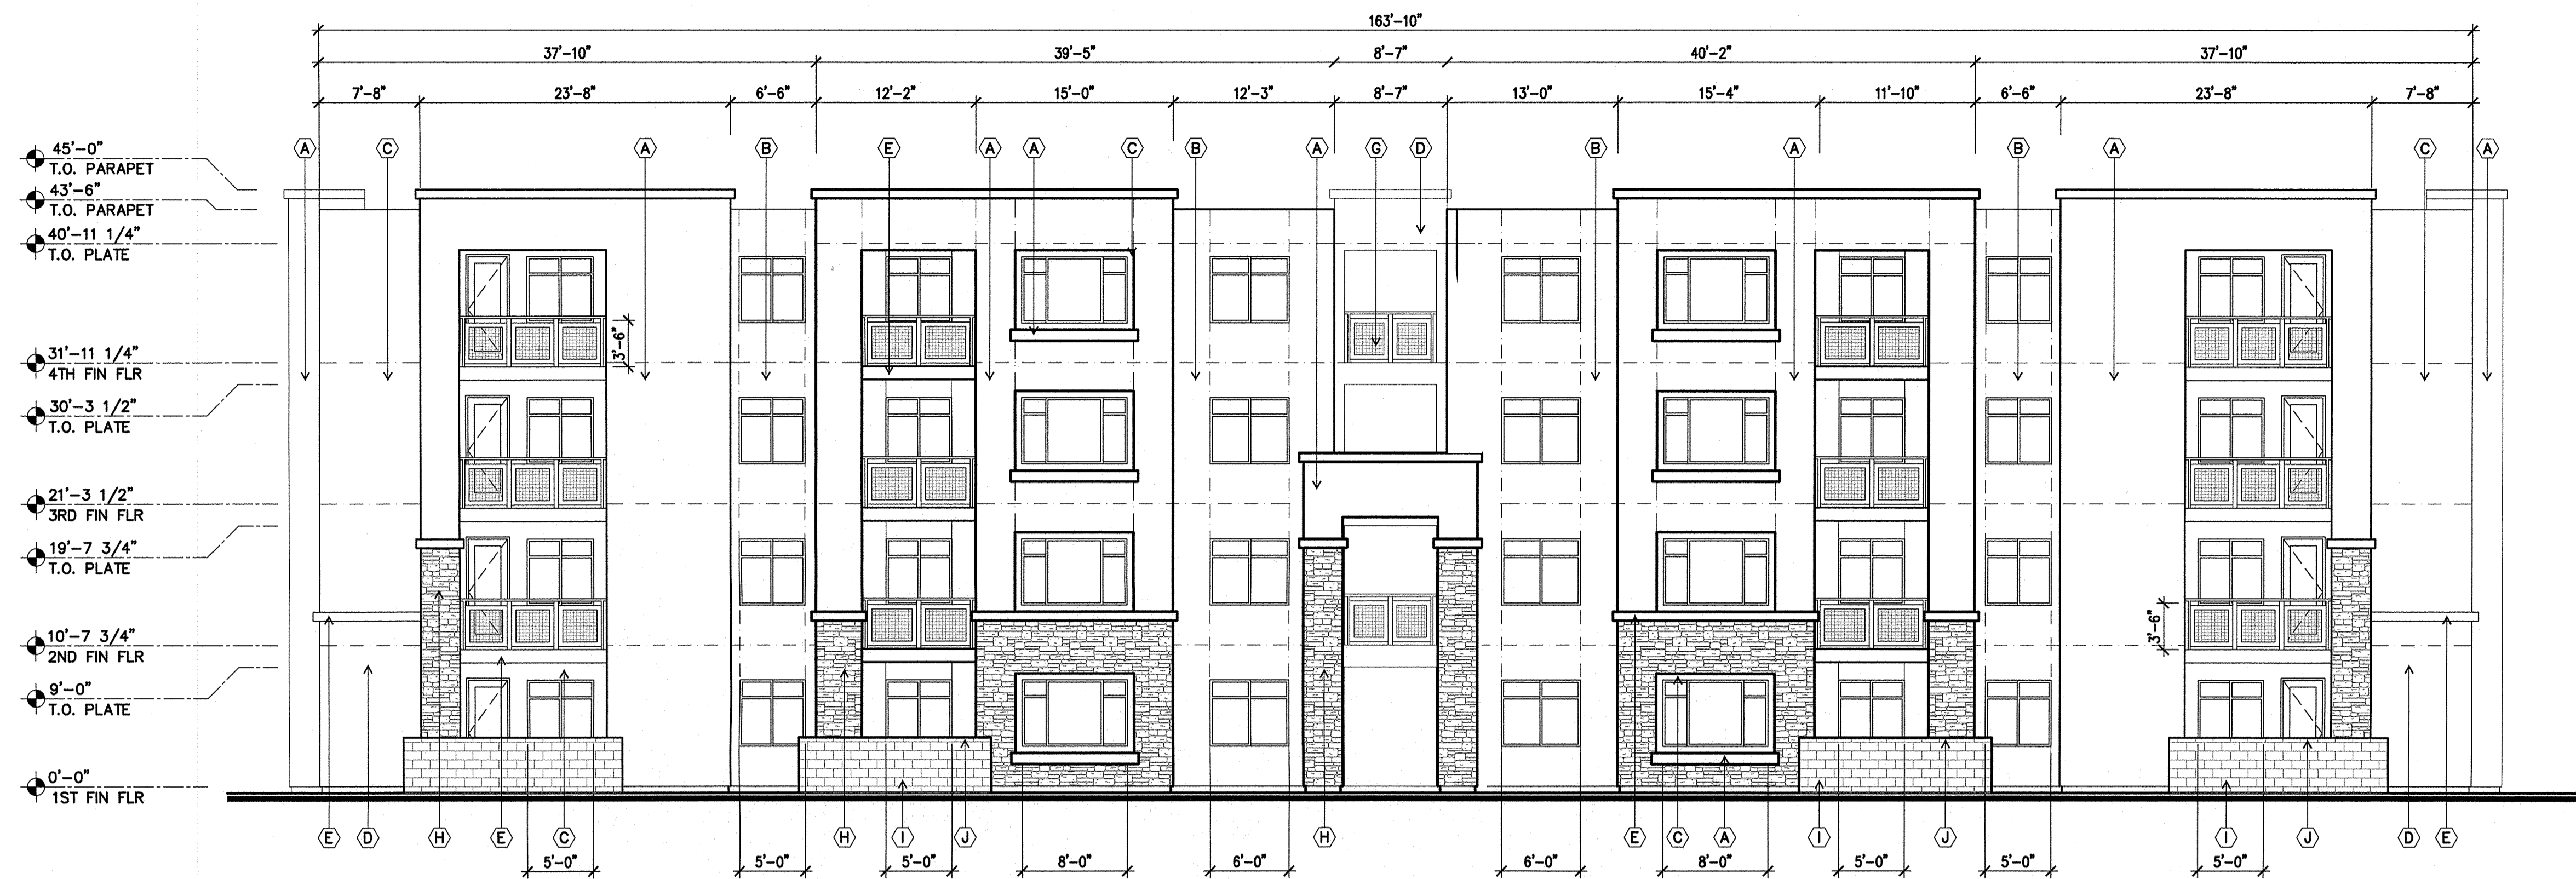 163'-10"
37'-10" 39'-5" 8'-7" 40'-2" 37'-10"
7'-8" 23'-8" 6'-6" 12'-2" 15'-0" 12'-3" 8'-7" 13'-0" 15'-4" 11'-10" 6'-6" 23'-8" 7'-8"
A C A B E A A C B A G D B A B A C A
45'-0"
T.O. PARAPET
43'-6"
T.O. PARAPET
40'-11 1/4"
T.O. PLATE
3'-6"
31'-11 1/4"
4TH FIN FLR
30'-3 1/2"
T.O. PLATE
21'-3 1/2"
3RD FIN FLR
19'-7 3/4"
T.O. PLATE
3'-6"
10'-7 3/4"
2ND FIN FLR
9'-0"
T.O. PLATE
0'-0"
1ST FIN FLR
E D H E C H I J H E C A I J I J D E
5'-0" 5'-0" 5'-0" 8'-0" 6'-0" 6'-0" 8'-0" 5'-0" 5'-0" 5'-0"